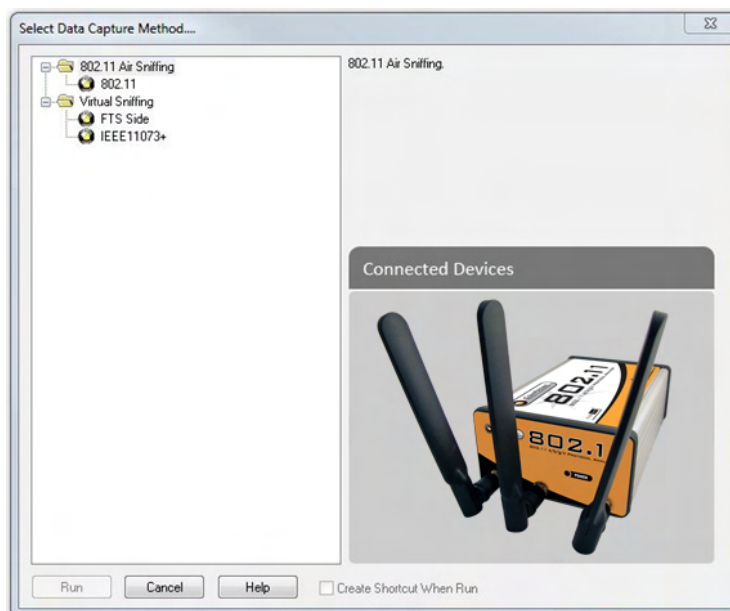 Select Data Capture Method....
802.11 Air Sniffing
802.11
Virtual Sniffing
FTS Side
IEEE11073+
802.11 Air Sniffing.
Connected Devices
802.11
802.1
POWER
Run
Cancel
Help
Create Shortcut When Run